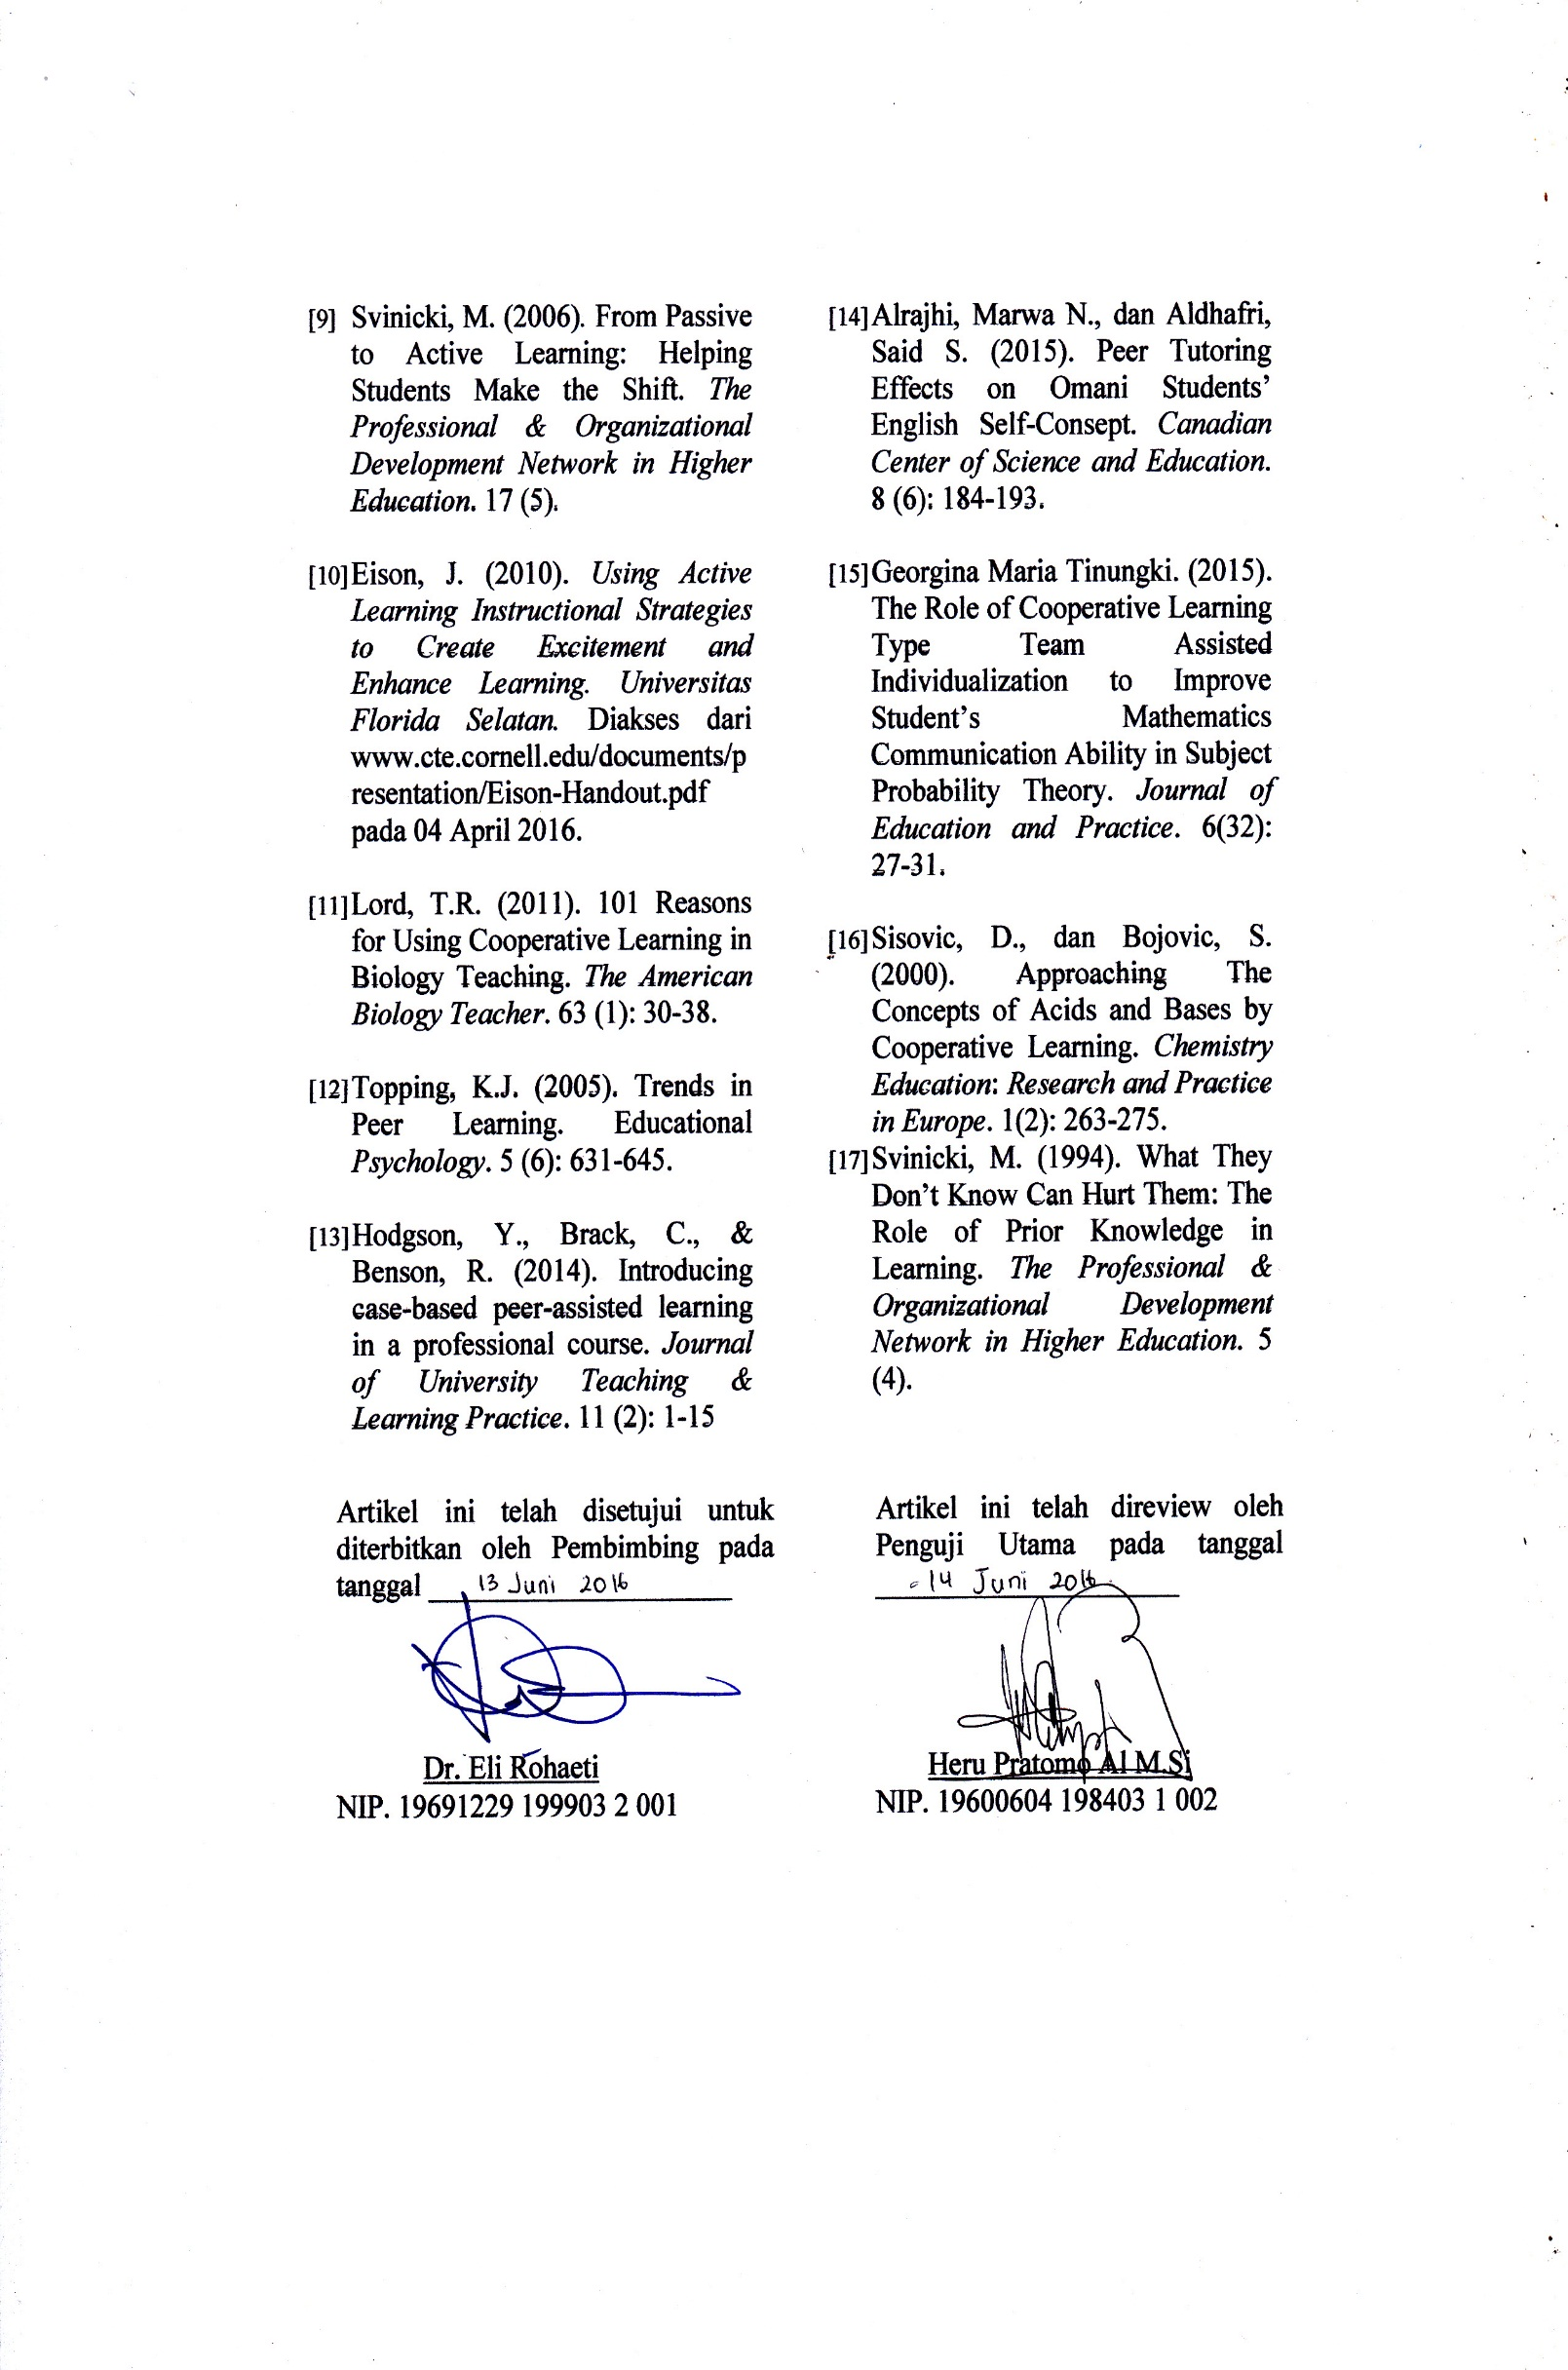 [9] Svinicki, M. (2006). From Passive
to Active Learning: Helping
Students Make the Shift. The
Professional & Organizational
Development Network in Higher
Education. 17 (5).
[10]Eison, J. (2010). Using Active
Learning Instructional Strategies
to Create Excitement and
Enhance Learning. Universitas
Florida Selatan. Diakses dari
www.cte.cornell.edu/documents/p
resentation/Eison-Handout.pdf
pada 04 April 2016.
[11]Lord, T.R. (2011). 101 Reasons
for Using Cooperative Learning in
Biology Teaching. The American
Biology Teacher. 63 (1): 30-38.
[12]Topping, K.J. (2005). Trends in
Peer Learning. Educational
Psychology. 5 (6): 631-645.
[13]Hodgson, Y., Brack, C., &
Benson, R. (2014). Introducing
case-based peer-assisted learning
in a professional course. Journal
of University Teaching &
Learning Practice. 11 (2): 1-15
Artikel ini telah disetujui untuk
diterbitkan oleh Pembimbing pada
tanggal 13 Juni 2016
Dr. Eli Rohaeti
NIP. 19691229 199903 2 001
[14]Alrajhi, Marwa N., dan Aldhafri,
Said S. (2015). Peer Tutoring
Effects on Omani Students’
English Self-Consept. Canadian
Center of Science and Education.
8 (6): 184-193.
[15]Georgina Maria Tinungki. (2015).
The Role of Cooperative Learning
Type Team Assisted
Individualization to Improve
Student’s Mathematics
Communication Ability in Subject
Probability Theory. Journal of
Education and Practice. 6(32):
27-31.
[16]Sisovic, D., dan Bojovic, S.
(2000). Approaching The
Concepts of Acids and Bases by
Cooperative Learning. Chemistry
Education: Research and Practice
in Europe. 1(2): 263-275.
[17]Svinicki, M. (1994). What They
Don’t Know Can Hurt Them: The
Role of Prior Knowledge in
Learning. The Professional &
Organizational Development
Network in Higher Education. 5
(4).
Artikel ini telah direview oleh
Penguji Utama pada tanggal
14 Juni 2016
Heru Pratomo Al M.Si
NIP. 19600604 198403 1 002